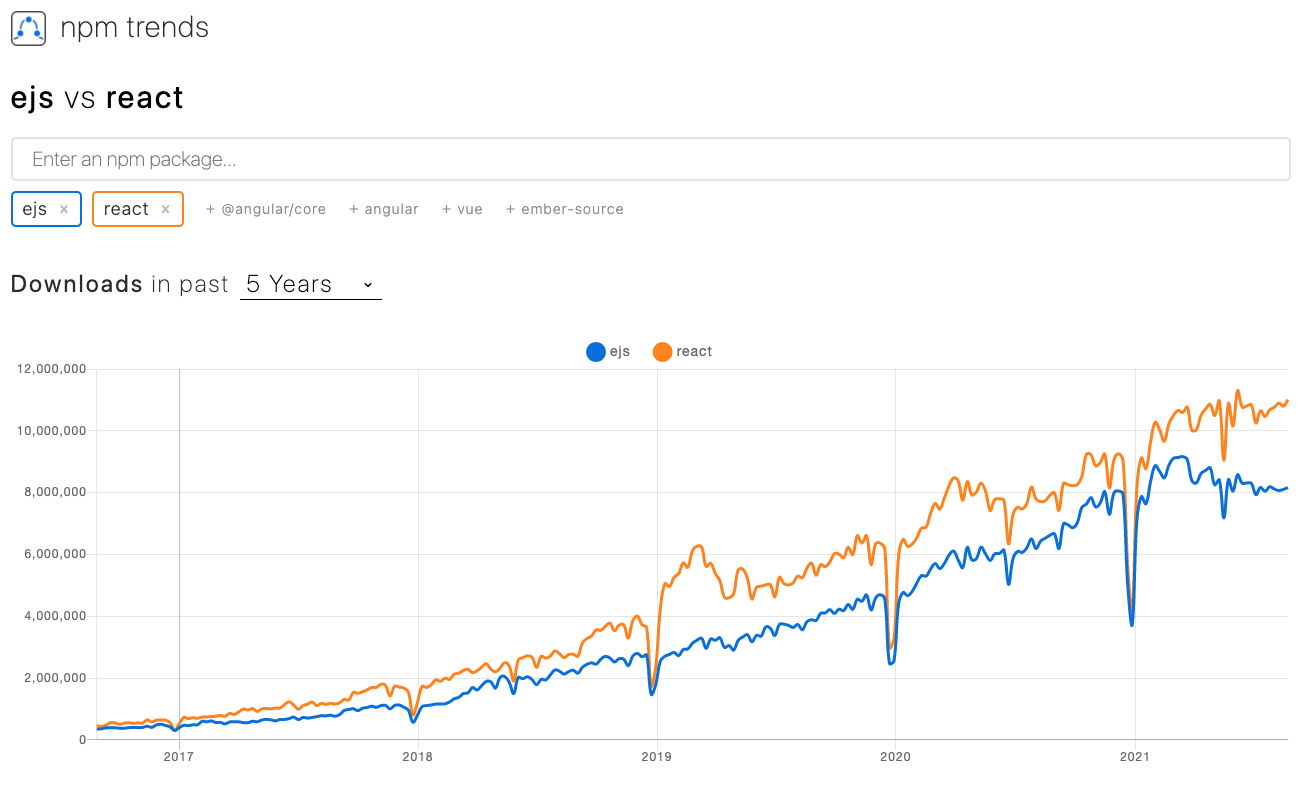 npm trends
ejs vs react
Enter an npm package...
ejs × react × + @angular/core + angular + vue + ember-source
Downloads in past 5 Years
ejs react
12,000,000
10,000,000
8,000,000
6,000,000
4,000,000
2,000,000
0
2017 2018 2019 2020 2021